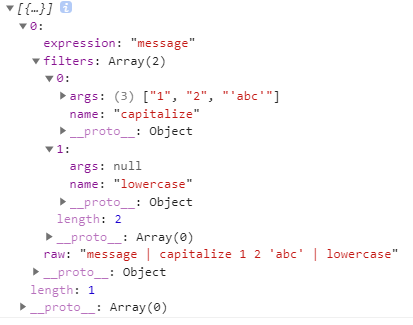 ▼ [{…}] i
▼ 0:
expression: "message"
▼ filters: Array(2)
▼ 0:
▶ args: (3) ["1", "2", "'abc'"]
name: "capitalize"
▶ __proto__: Object
▼ 1:
args: null
name: "lowercase"
▶ __proto__: Object
length: 2
▶ __proto__: Array(0)
raw: "message | capitalize 1 2 'abc' | lowercase"
▶ __proto__: Object
length: 1
▶ __proto__: Array(0)